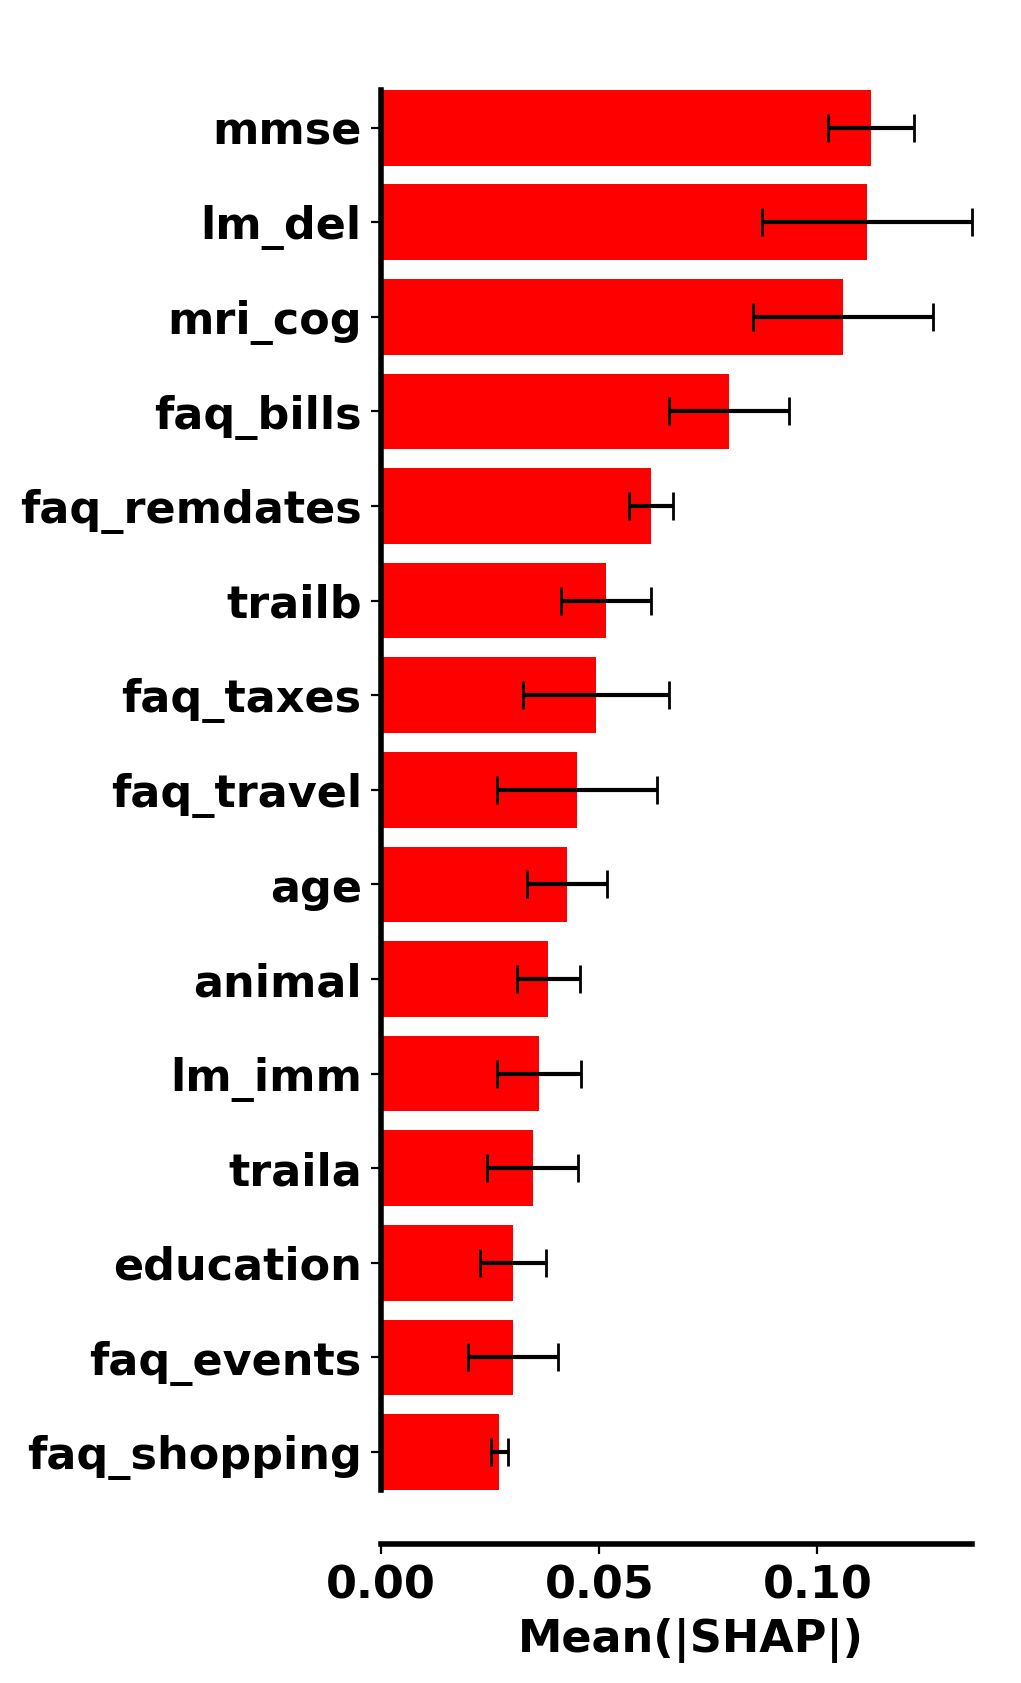 mmse
lm_del
mri_cog
faq_bills
faq_remdates
trailb
faq_taxes
faq_travel
age
animal
lm_imm
traila
education
faq_events
faq_shopping
0.00 0.05 0.10
Mean(|SHAP|)